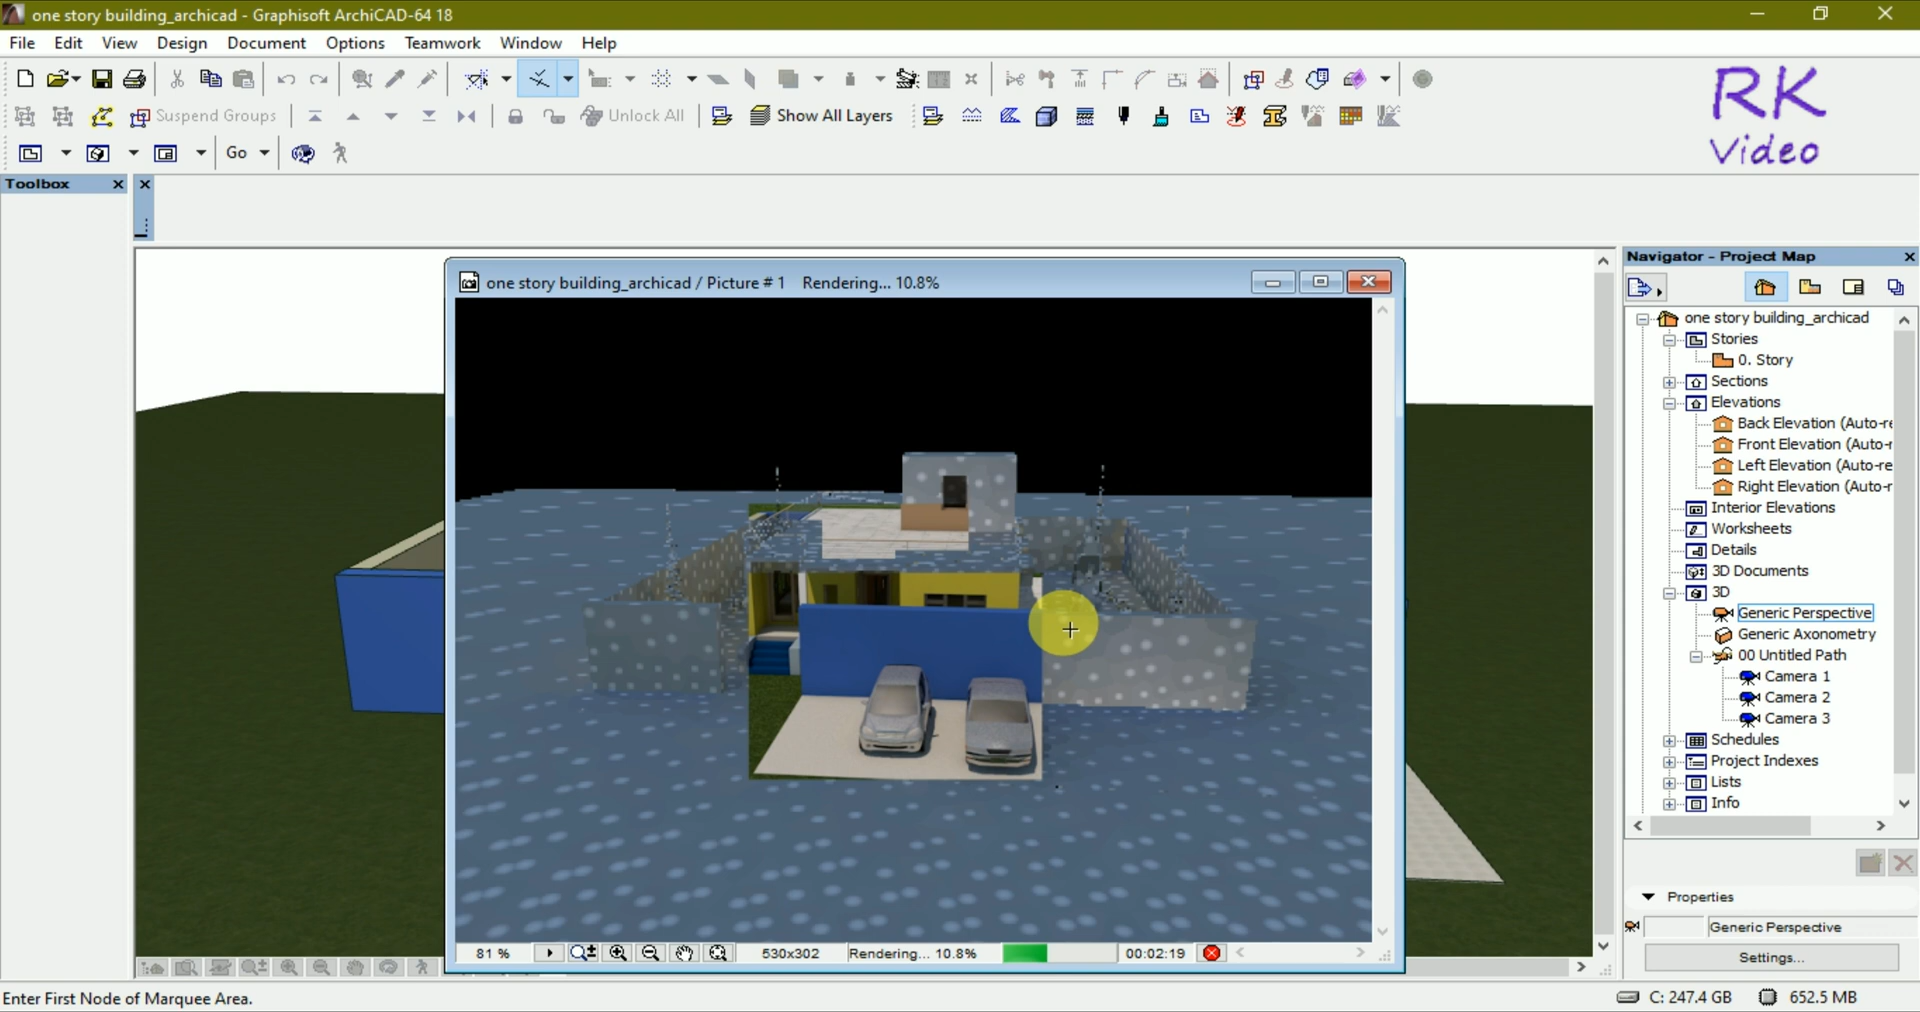 one story building_archicad - Graphisoft ArchiCAD-64 18
File Edit View Design Document Options Teamwork Window Help
RK
Video
Suspend Groups Unlock All Show All Layers
Go
Toolbox
Navigator - Project Map
one story building_archicad / Picture # 1 Rendering... 10.8%
one story building_archicad
Stories
0. Story
Sections
Elevations
Back Elevation (Auto-re
Front Elevation (Auto-r
Left Elevation (Auto-re
Right Elevation (Auto-r
Interior Elevations
Worksheets
Details
3D Documents
3D
Generic Perspective
Generic Axonometry
00 Untitled Path
Camera 1
Camera 2
Camera 3
Schedules
Project Indexes
Lists
Info
Properties
Generic Perspective
Settings...
81 % 530x302 Rendering... 10.8% 00:02:19
Enter First Node of Marquee Area.
C: 247.4 GB 652.5 MB